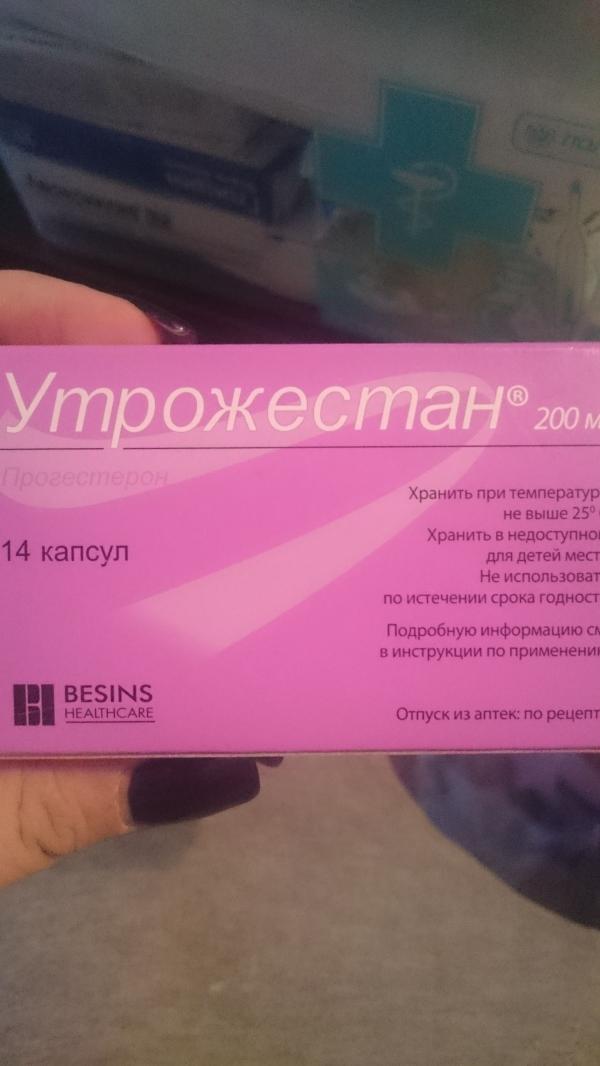 Утрожестан® 200 м
Прогестерон
14 капсул
Хранить при температур
не выше 25⁰
Хранить в недоступно
для детей мест
Не использоват
по истечении срока годност
Подробную информацию см
в инструкции по применени
BESINS
HEALTHCARE
Отпуск из аптек: по рецепт